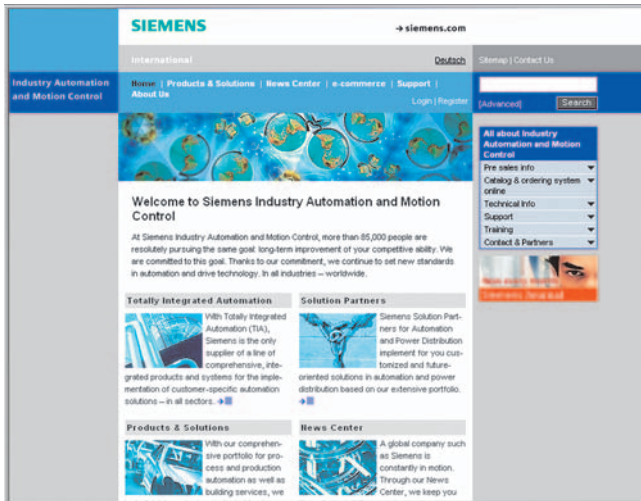 SIEMENS
→ siemens.com
International
Deutsch
Sitemap | Contact Us
Industry Automation
and Motion Control
Home | Products & Solutions | News Center | e-commerce | Support |
About Us
Login | Register
[Advanced]
Search
All about Industry
Automation and Motion
Control
Pre sales info
Catalog & ordering system
online
Technical Info
Support
Training
Contact & Partners
Welcome to Siemens Industry Automation and Motion
Control
At Siemens Industry Automation and Motion Control, more than 85,000 people are
resolutely pursuing the same goal: long-term improvement of your competitive ability. We
are committed to this goal. Thanks to our commitment, we continue to set new standards
in automation and drive technology. In all industries – worldwide.
Totally Integrated Automation
With Totally Integrated
Automation (TIA),
Siemens is the only
supplier of a line of
comprehensive, inte-
grated products and systems for the imple-
mentation of customer-specific automation
solutions – in all sectors. →
Solution Partners
Siemens Solution Part-
ners for Automation
and Power Distribution
implement for you cus-
tomized and future-
oriented solutions in automation and power
distribution based on our extensive portfolio.
→
Products & Solutions
With our comprehen-
sive portfolio for pro-
cess and production
automation as well as
building services, we
News Center
A global company such
as Siemens is
constantly in motion.
Through our News
Center, we keep you